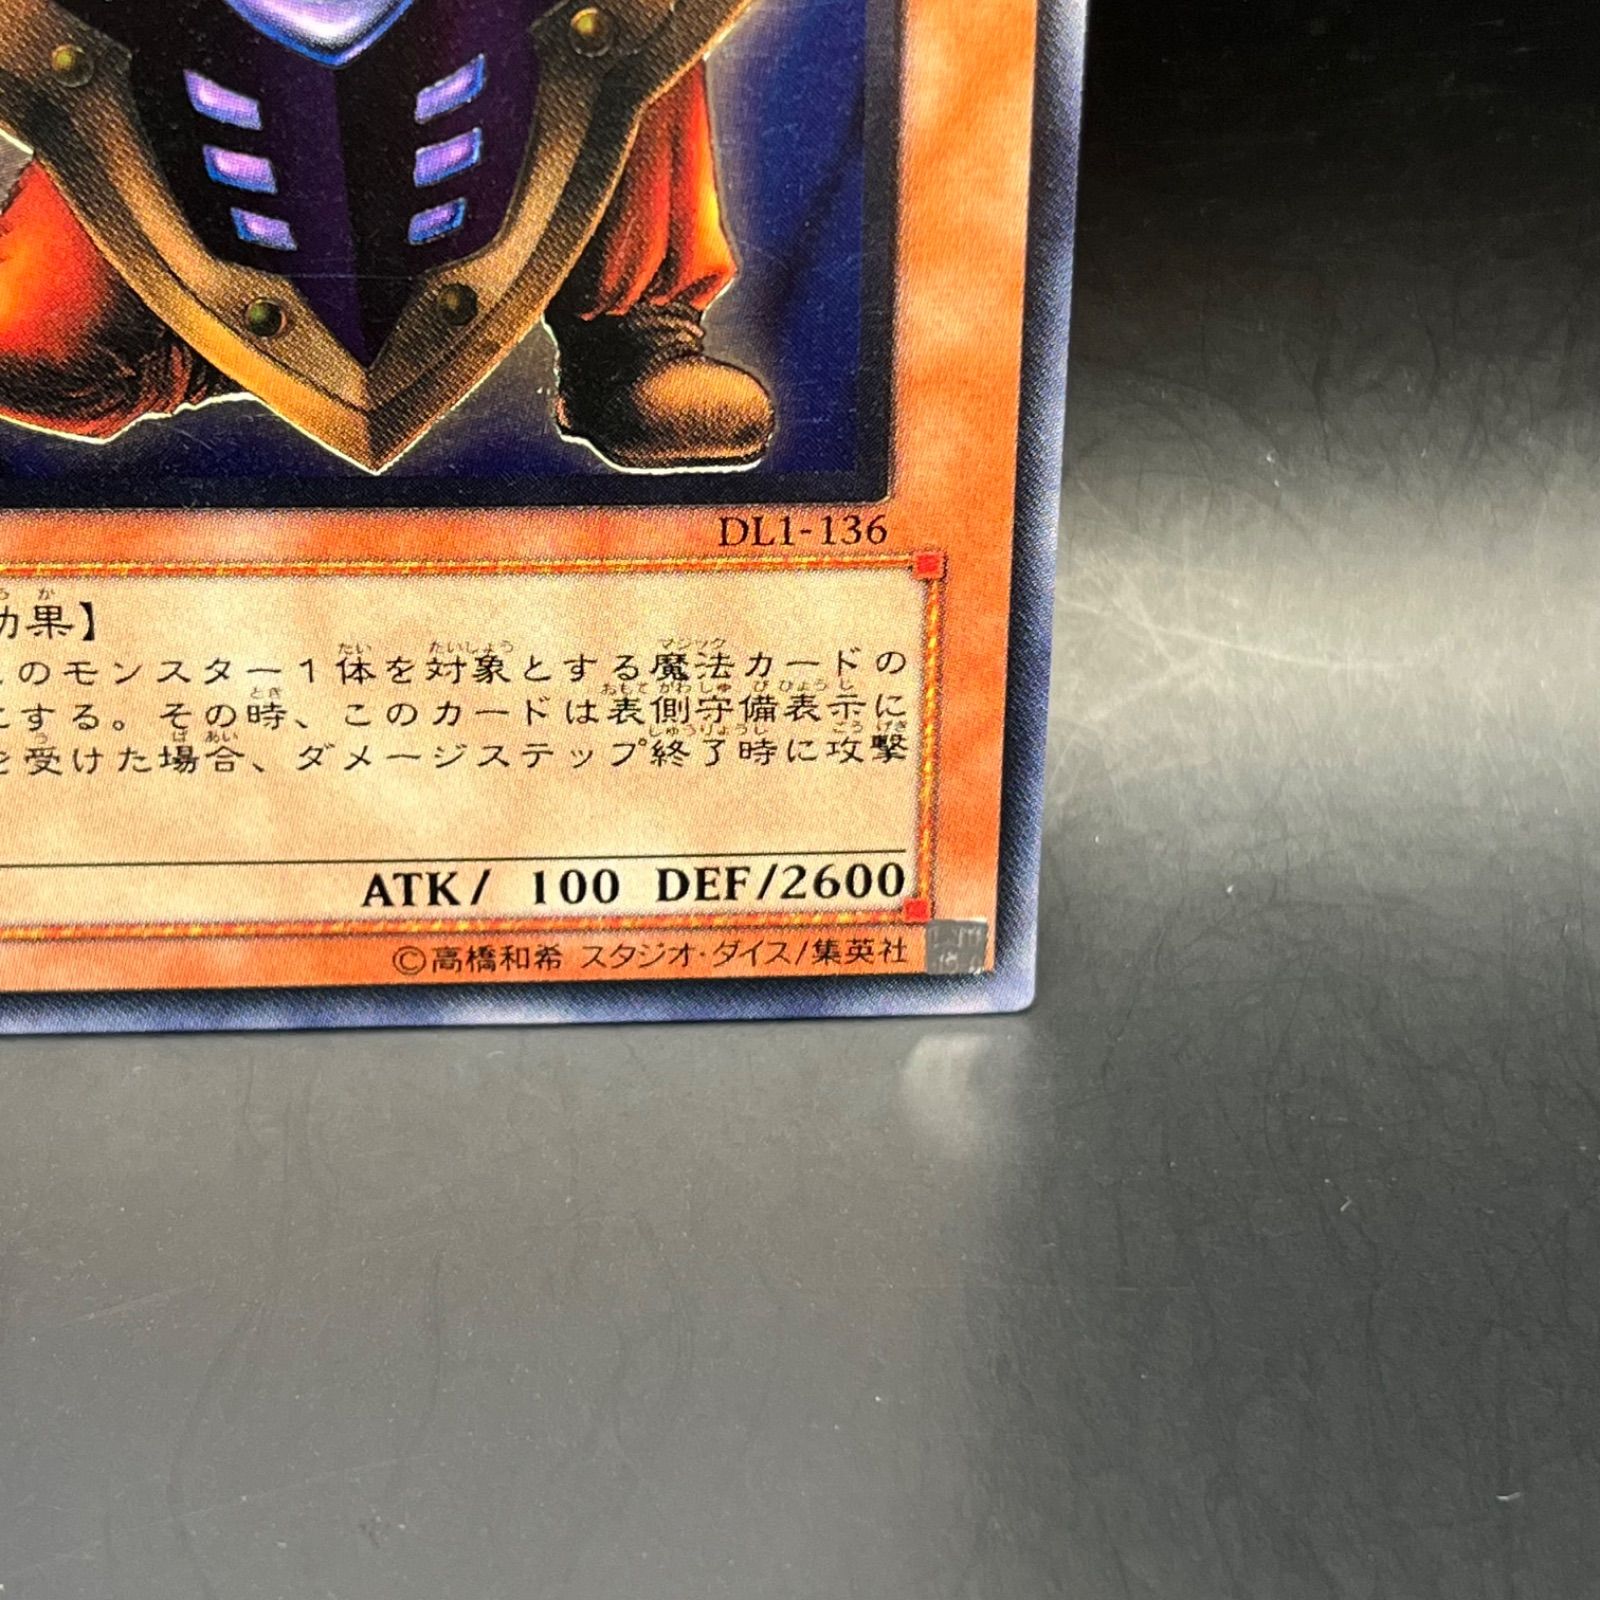 DL1-136
効果】
のモンスター1体を対象とする魔法カードの
にする。その時、このカードは表側守備表示に
を受けた場合、ダメージステップ終了時に攻撃
ATK/ 100 DEF/2600
©高橋和希 スタジオ・ダイス/集英社